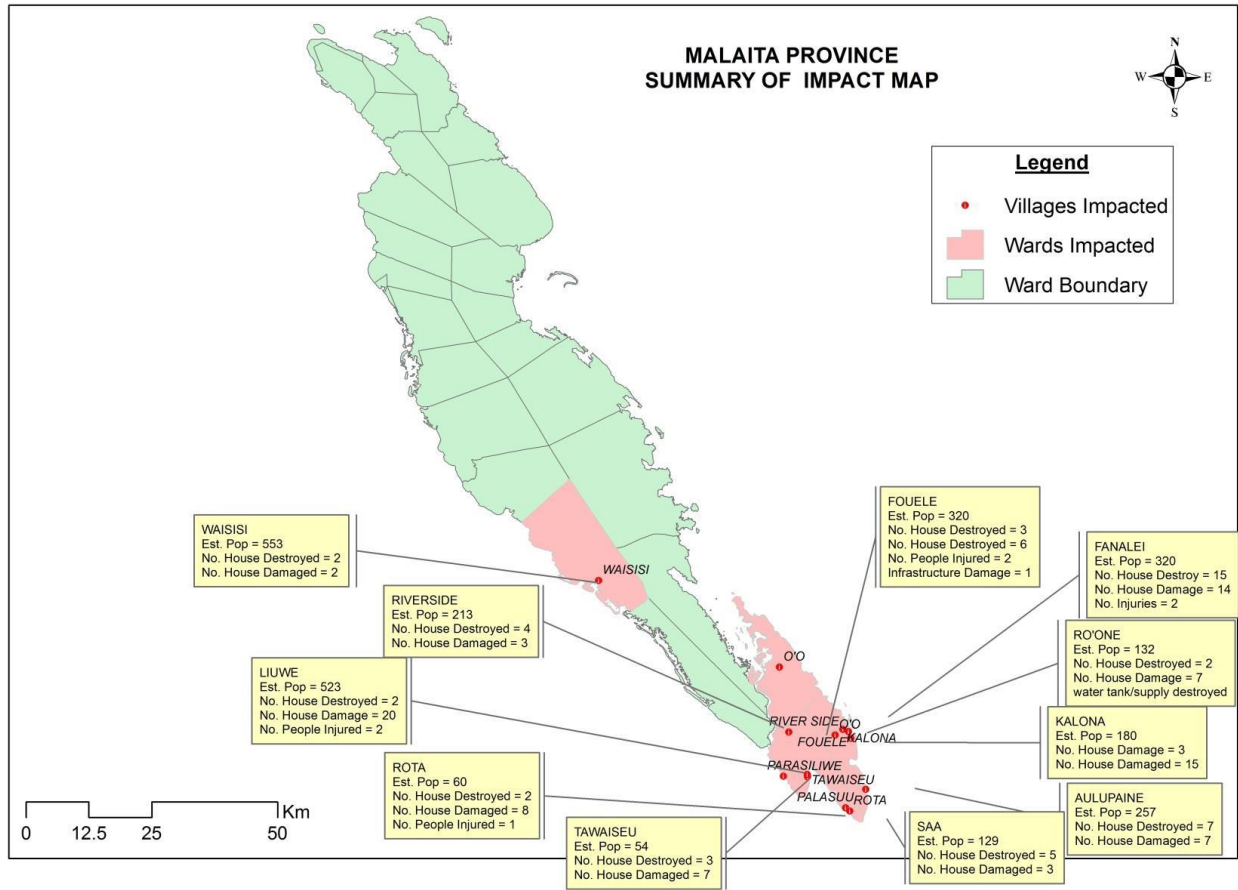 MALAITA PROVINCE
SUMMARY OF IMPACT MAP
N
W
E
S
Legend
Villages Impacted
Wards Impacted
Ward Boundary
WAISISI
Est. Pop = 553
No. House Destroyed = 2
No. House Damaged = 2
WAISISI
RIVERSIDE
Est. Pop = 213
No. House Destroyed = 4
No. House Damaged = 3
LIUWE
Est. Pop = 523
No. House Destroyed = 2
No. House Damage = 20
No. People Injured = 2
ROTA
Est. Pop = 60
No. House Destroyed = 2
No. House Damaged = 8
No. People Injured = 1
TAWAISEU
Est. Pop = 54
No. House Destroyed = 3
No. House Damaged = 7
FOUELE
Est. Pop = 320
No. House Destroyed = 3
No. House Destroyed = 6
No. People Injured = 2
Infrastructure Damage = 1
FANALEI
Est. Pop = 320
No. House Destroy = 15
No. House Damage = 14
No. Injuries = 2
RO'ONE
Est. Pop = 132
No. House Destroyed = 2
No. House Damage = 7
water tank/supply destroyed
KALONA
Est. Pop = 180
No. House Damage = 3
No. House Damaged = 15
AULUPAINE
Est. Pop = 257
No. House Destroyed = 7
No. House Damaged = 7
SAA
Est. Pop = 129
No. House Destroyed = 5
No. House Damaged = 3
O'O
RIVER SIDE
O'O
FOUELE
KALONA
PARASILIWE
TAWAISEU
PALASUU
ROTA
Km
0 12.5 25 50